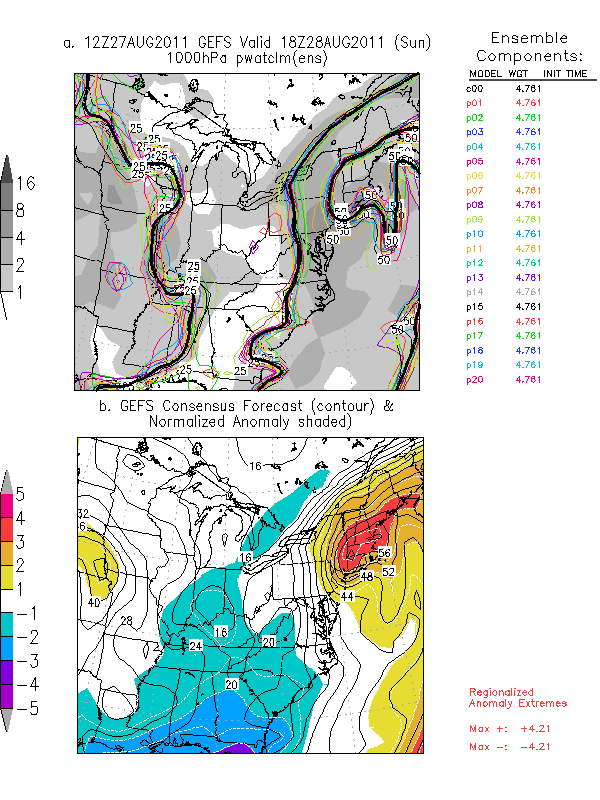 a. 12Z27AUG2011 GEFS Valid 18Z28AUG2011 (Sun)
1000hPa pwatclm(ens)
Ensemble
Components:
MODEL WGT INIT TIME
c00 4.761
p01 4.761
p02 4.761
p03 4.761
p04 4.761
p05 4.761
p06 4.761
p07 4.761
p08 4.761
p09 4.761
p10 4.761
p11 4.761
p12 4.761
p13 4.761
p14 4.761
p15 4.761
p16 4.761
p17 4.761
p18 4.761
p19 4.761
p20 4.761
16
8
4
2
1
25
25
25
25
25
25
25
25
25
50
50
50
50
50
50
50
b. GEFS Consensus Forecast (contour) &
Normalized Anomaly shaded)
5
4
3
2
1
-1
-2
-3
-4
-5
16
32
16
40
28
24
16
20
20
56
52
48
44
Regionalized
Anomaly Extremes
Max +: +4.21
Max -: -4.21